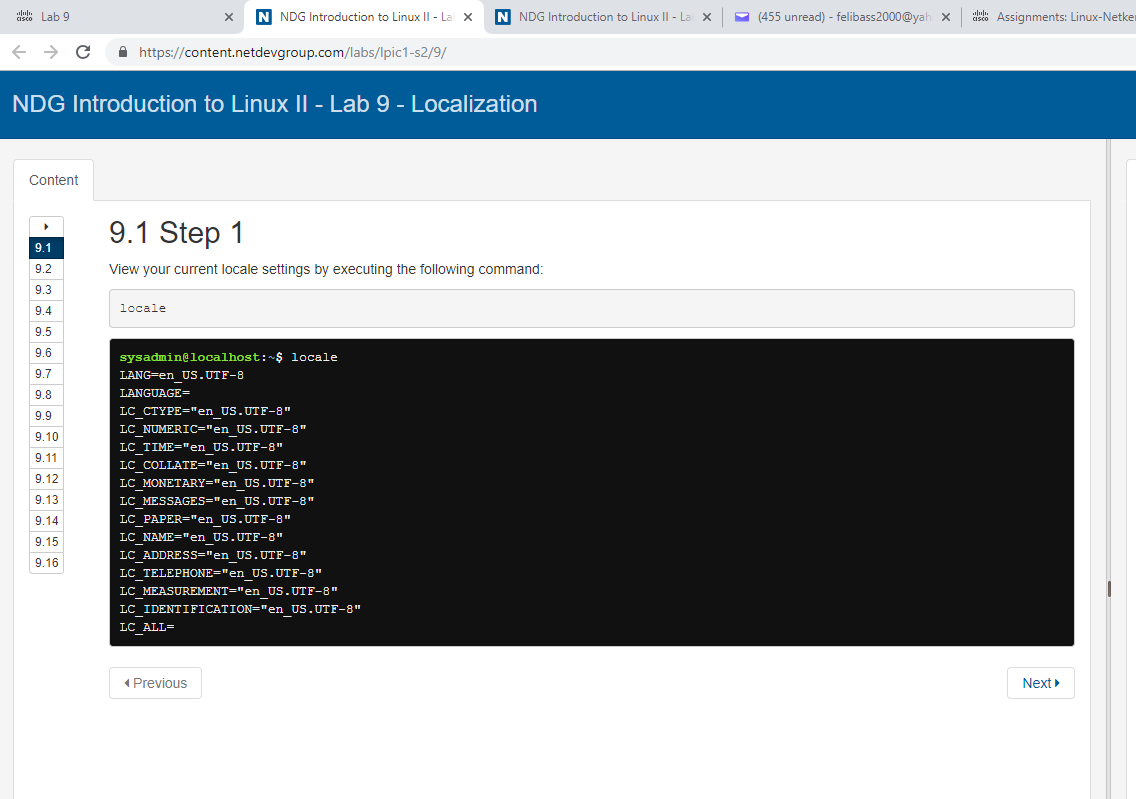 Lab 9
NDG Introduction to Linux II - La
NDG Introduction to Linux II - La
(455 unread) - felibass2000@yah
Assignments: Linux-Netker
https://content.netdevgroup.com/labs/lpic1-s2/9/
NDG Introduction to Linux II - Lab 9 - Localization
Content
9.1
9.2
9.3
9.4
9.5
9.6
9.7
9.8
9.9
9.10
9.11
9.12
9.13
9.14
9.15
9.16
9.1 Step 1
View your current locale settings by executing the following command:
locale
sysadmin@localhost:~$ locale
LANG=en_US.UTF-8
LANGUAGE=
LC_CTYPE="en_US.UTF-8"
LC_NUMERIC="en_US.UTF-8"
LC_TIME="en_US.UTF-8"
LC_COLLATE="en_US.UTF-8"
LC_MONETARY="en_US.UTF-8"
LC_MESSAGES="en_US.UTF-8"
LC_PAPER="en_US.UTF-8"
LC_NAME="en_US.UTF-8"
LC_ADDRESS="en_US.UTF-8"
LC_TELEPHONE="en_US.UTF-8"
LC_MEASUREMENT="en_US.UTF-8"
LC_IDENTIFICATION="en_US.UTF-8"
LC_ALL=
Previous
Next